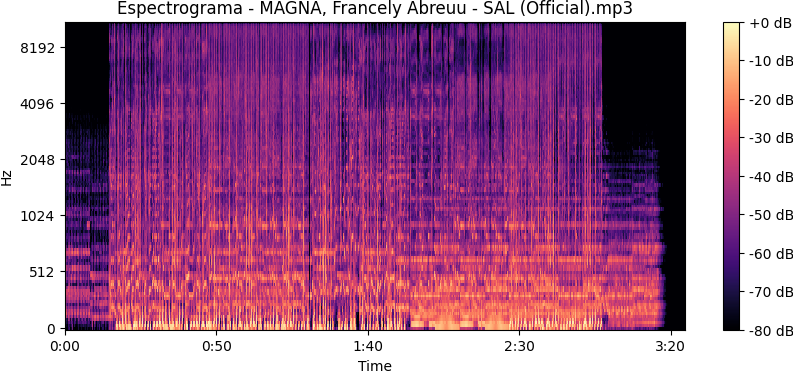 Espectrograma - MAGNA, Francely Abreuu - SAL (Official).mp3
Hz
8192
4096
2048
1024
512
0
0:00
0:50
1:40
2:30
3:20
Time
+0 dB
-10 dB
-20 dB
-30 dB
-40 dB
-50 dB
-60 dB
-70 dB
-80 dB